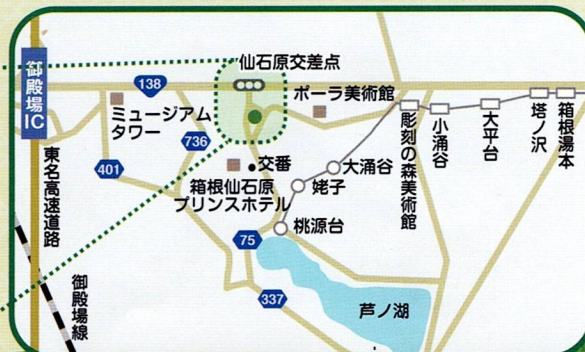 仙石原交差点
御殿場IC
138
ポーラ美術館
ミュージアム
タワー
736
401
東名高速道路
交番
箱根仙石原
プリンスホテル
大涌谷
姥子
桃源台
彫刻の森美術館
小涌谷
大平台
塔ノ沢
箱根湯本
75
337
芦ノ湖
御殿場線